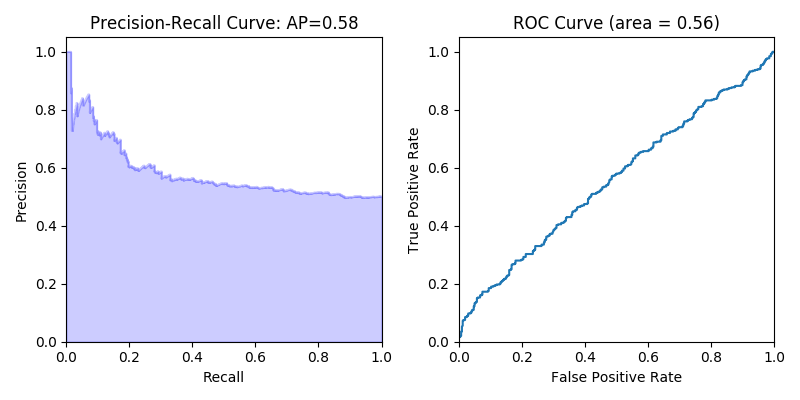 Precision-Recall Curve: AP=0.58
1.0
0.8
0.6
0.4
0.2
0.0
Precision
0.0 0.2 0.4 0.6 0.8 1.0
Recall
ROC Curve (area = 0.56)
1.0
0.8
0.6
0.4
0.2
0.0
True Positive Rate
0.0 0.2 0.4 0.6 0.8 1.0
False Positive Rate